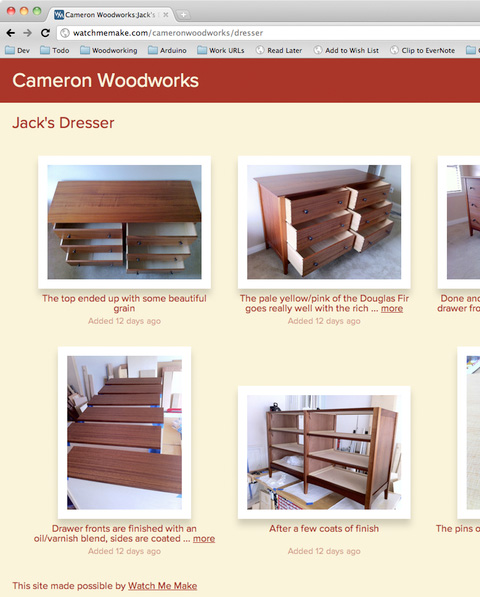 Cameron Woodworks:Jack's
watchmemake.com/cameronwoodworks/dresser
Dev Todo Woodworking Arduino Work URLs Read Later Add to Wish List Clip to EverNote
Cameron Woodworks
Jack's Dresser
The top ended up with some beautiful
grain
Added 12 days ago
The pale yellow/pink of the Douglas Fir
goes really well with the rich ... more
Added 12 days ago
Done and
drawer fro
Drawer fronts are finished with an
oil/varnish blend, sides are coated ... more
Added 12 days ago
After a few coats of finish
Added 12 days ago
The pins o
This site made possible by Watch Me Make